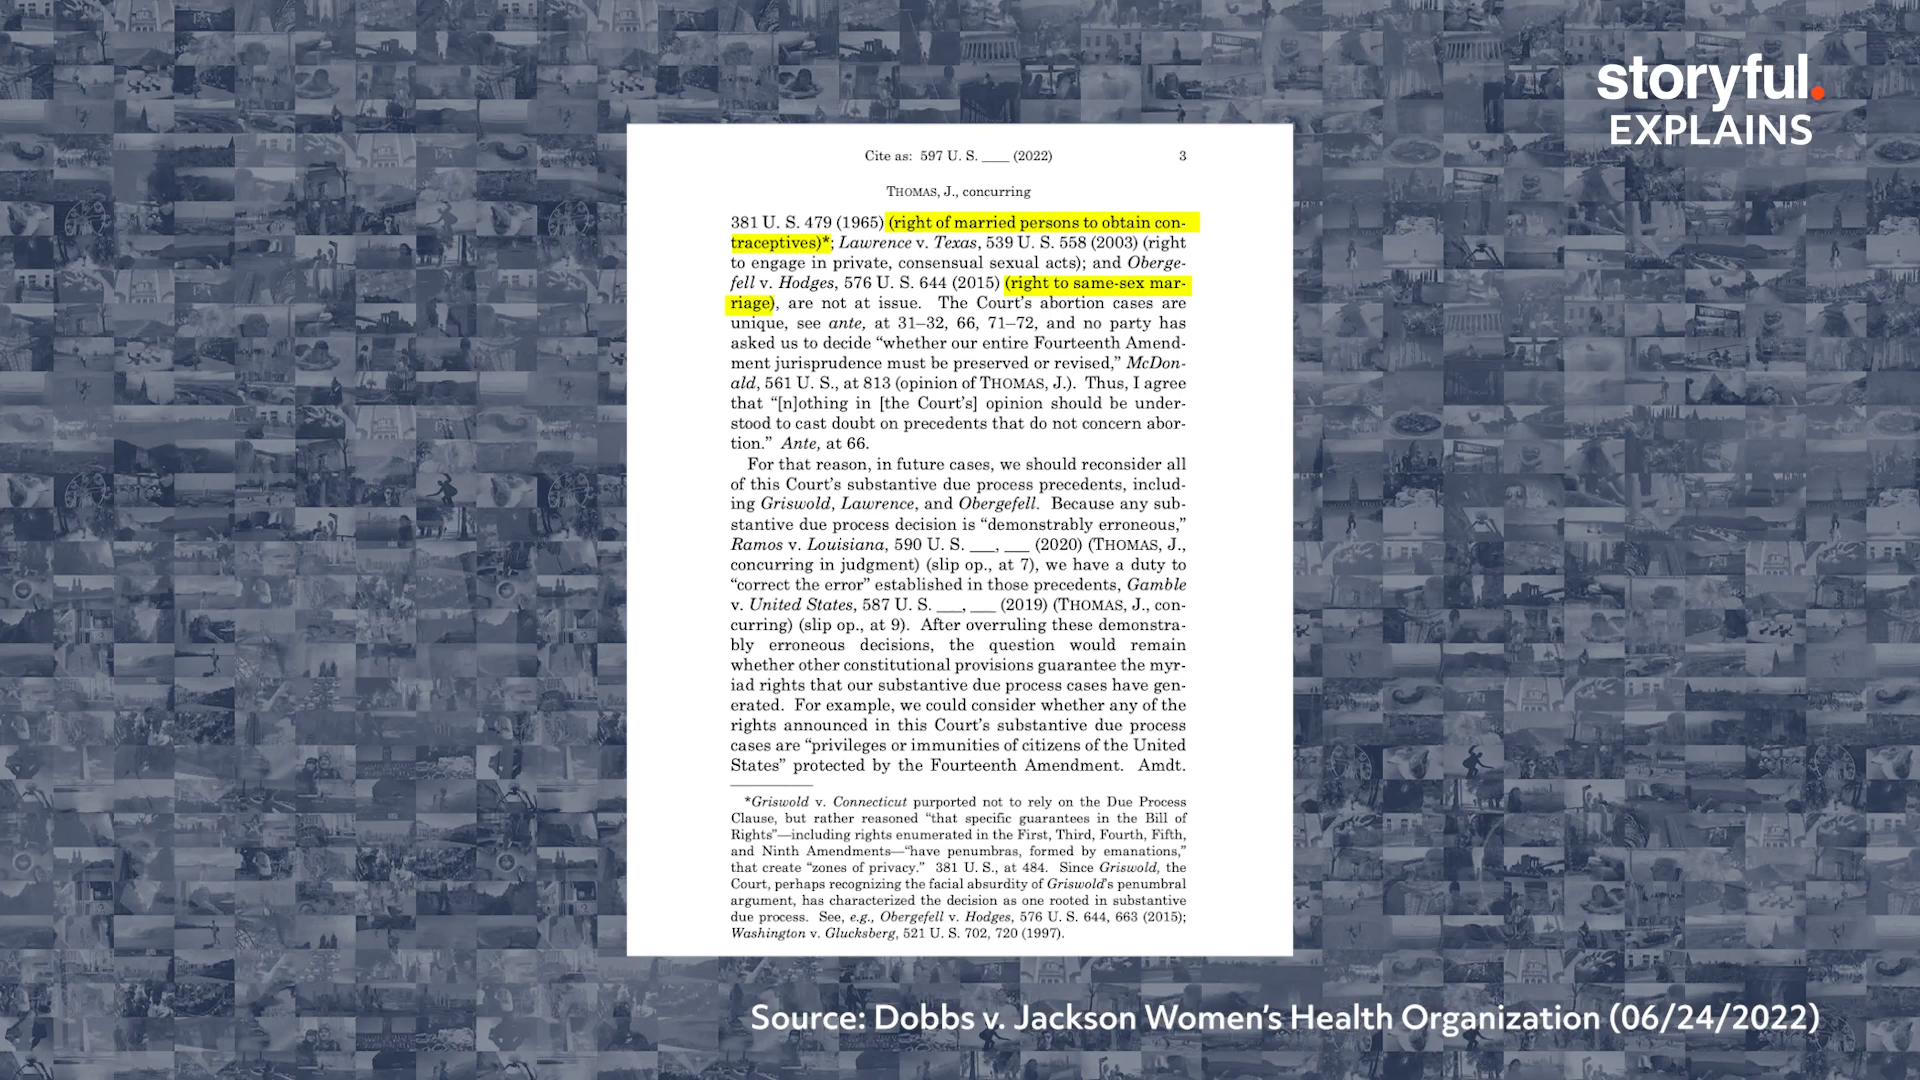 storyful.
EXPLAINS
Cite as: 597 U. S. ____ (2022) 3
THOMAS, J., concurring
381 U. S. 479 (1965) (right of married persons to obtain con-
traceptives)*; Lawrence v. Texas, 539 U. S. 558 (2003) (right
to engage in private, consensual sexual acts); and Oberge-
fell v. Hodges, 576 U. S. 644 (2015) (right to same-sex mar-
riage), are not at issue. The Court's abortion cases are
unique, see ante, at 31–32, 66, 71–72, and no party has
asked us to decide “whether our entire Fourteenth Amend-
ment jurisprudence must be preserved or revised,” McDon-
ald, 561 U. S., at 813 (opinion of THOMAS, J.). Thus, I agree
that “[n]othing in [the Court's] opinion should be under-
stood to cast doubt on precedents that do not concern abor-
tion.” Ante, at 66.
For that reason, in future cases, we should reconsider all
of this Court's substantive due process precedents, includ-
ing Griswold, Lawrence, and Obergefell. Because any sub-
stantive due process decision is “demonstrably erroneous,”
Ramos v. Louisiana, 590 U. S. ___, ___ (2020) (THOMAS, J.,
concurring in judgment) (slip op., at 7), we have a duty to
“correct the error” established in those precedents, Gamble
v. United States, 587 U. S. ___, ___ (2019) (THOMAS, J., con-
curring) (slip op., at 9). After overruling these demonstra-
bly erroneous decisions, the question would remain
whether other constitutional provisions guarantee the myr-
iad rights that our substantive due process cases have gen-
erated. For example, we could consider whether any of the
rights announced in this Court's substantive due process
cases are “privileges or immunities of citizens of the United
States” protected by the Fourteenth Amendment. Amdt.
*Griswold v. Connecticut purported not to rely on the Due Process
Clause, but rather reasoned “that specific guarantees in the Bill of
Rights”—including rights enumerated in the First, Third, Fourth, Fifth,
and Ninth Amendments—“have penumbras, formed by emanations,”
that create “zones of privacy.” 381 U. S., at 484. Since Griswold, the
Court, perhaps recognizing the facial absurdity of Griswold's penumbral
argument, has characterized the decision as one rooted in substantive
due process. See, e.g., Obergefell v. Hodges, 576 U. S. 644, 663 (2015);
Washington v. Glucksberg, 521 U. S. 702, 720 (1997).
Source: Dobbs v. Jackson Women's Health Organization (06/24/2022)